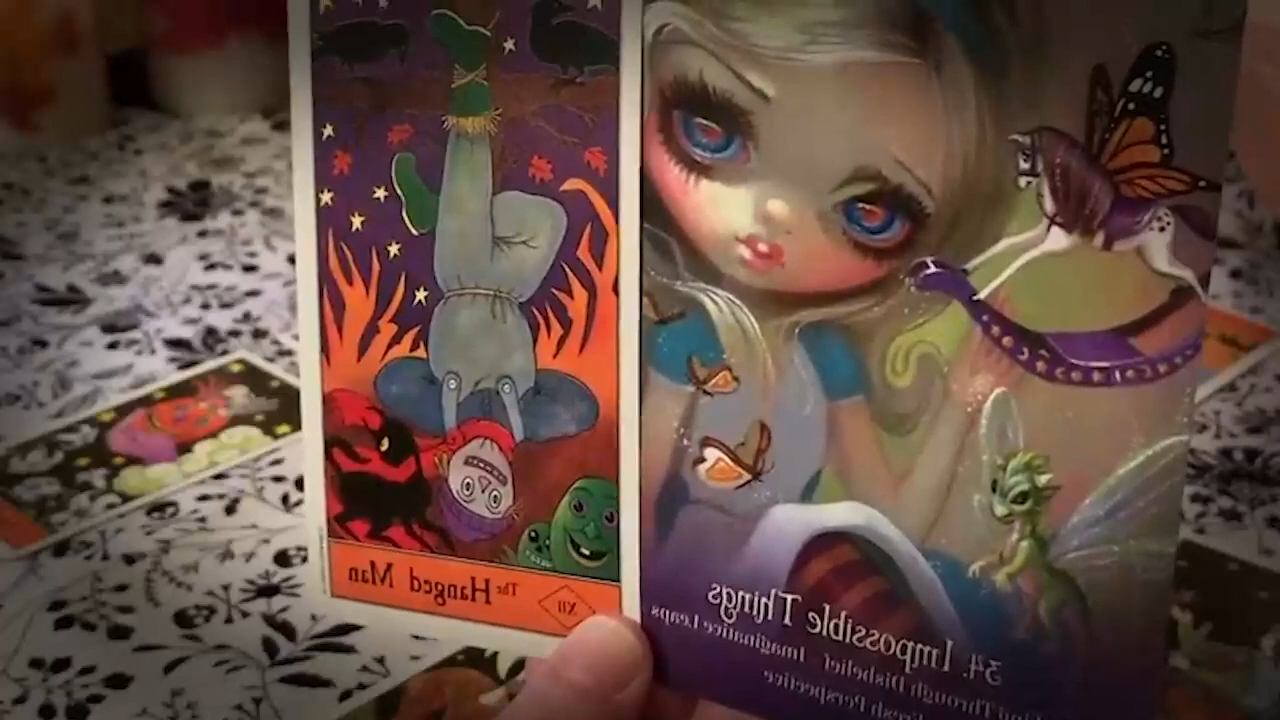 The Hanged Man
XII
34. Impossible Things
Through Disbelief Imaginative Leaps
Fresh Perspective